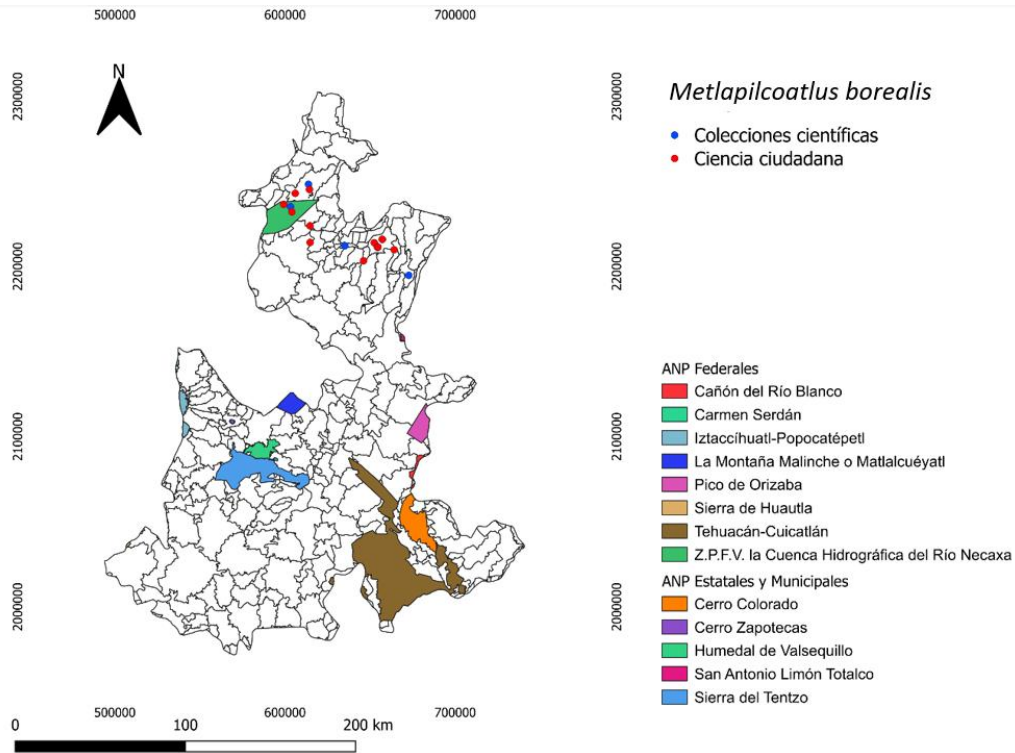 500000 600000 700000
N
2300000
2300000
Metlapilcoatlus borealis
Colecciones científicas
Ciencia ciudadana
2200000
2200000
ANP Federales
Cañón del Río Blanco
Carmen Serdán
Iztaccíhuatl-Popocatépetl
La Montaña Malinche o Matlalcuéyatl
Pico de Orizaba
Sierra de Huautla
Tehuacán-Cuicatlán
Z.P.F.V. la Cuenca Hidrográfica del Río Necaxa
2100000
2100000
ANP Estatales y Municipales
Cerro Colorado
Cerro Zapotecas
Humedal de Valsequillo
San Antonio Limón Totalco
Sierra del Tentzo
2000000
2000000
500000 600000 700000
0 100 200 km